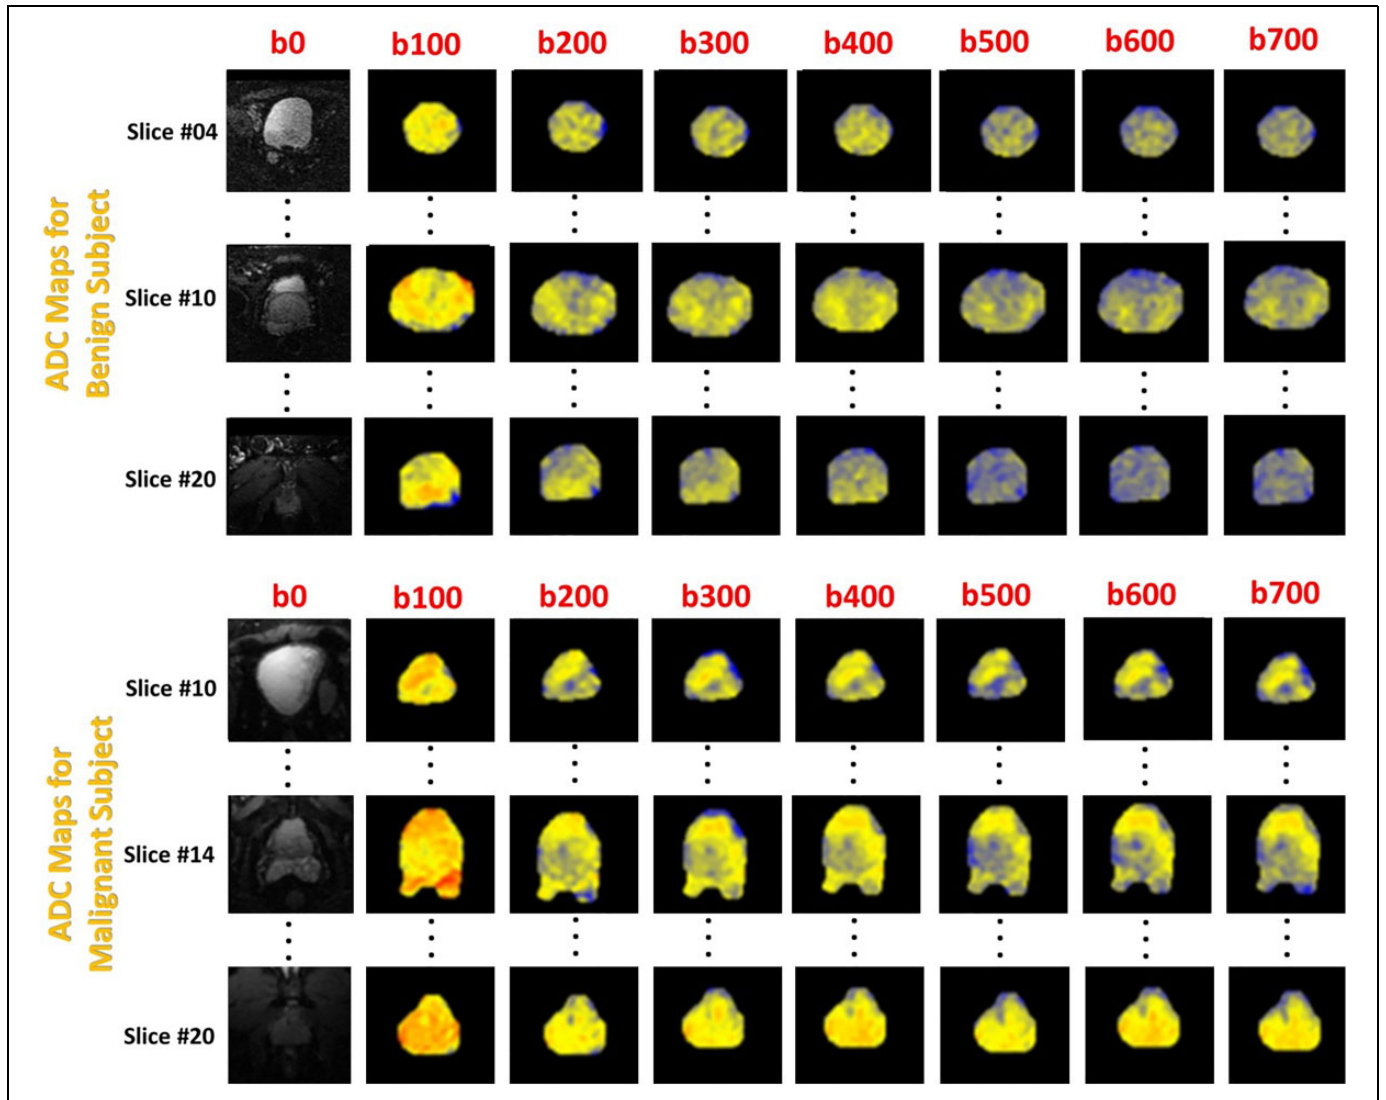 b0 b100 b200 b300 b400 b500 b600 b700
ADC Maps for
Benign Subject
Slice #04
Slice #10
Slice #20
b0 b100 b200 b300 b400 b500 b600 b700
ADC Maps for
Malignant Subject
Slice #10
Slice #14
Slice #20